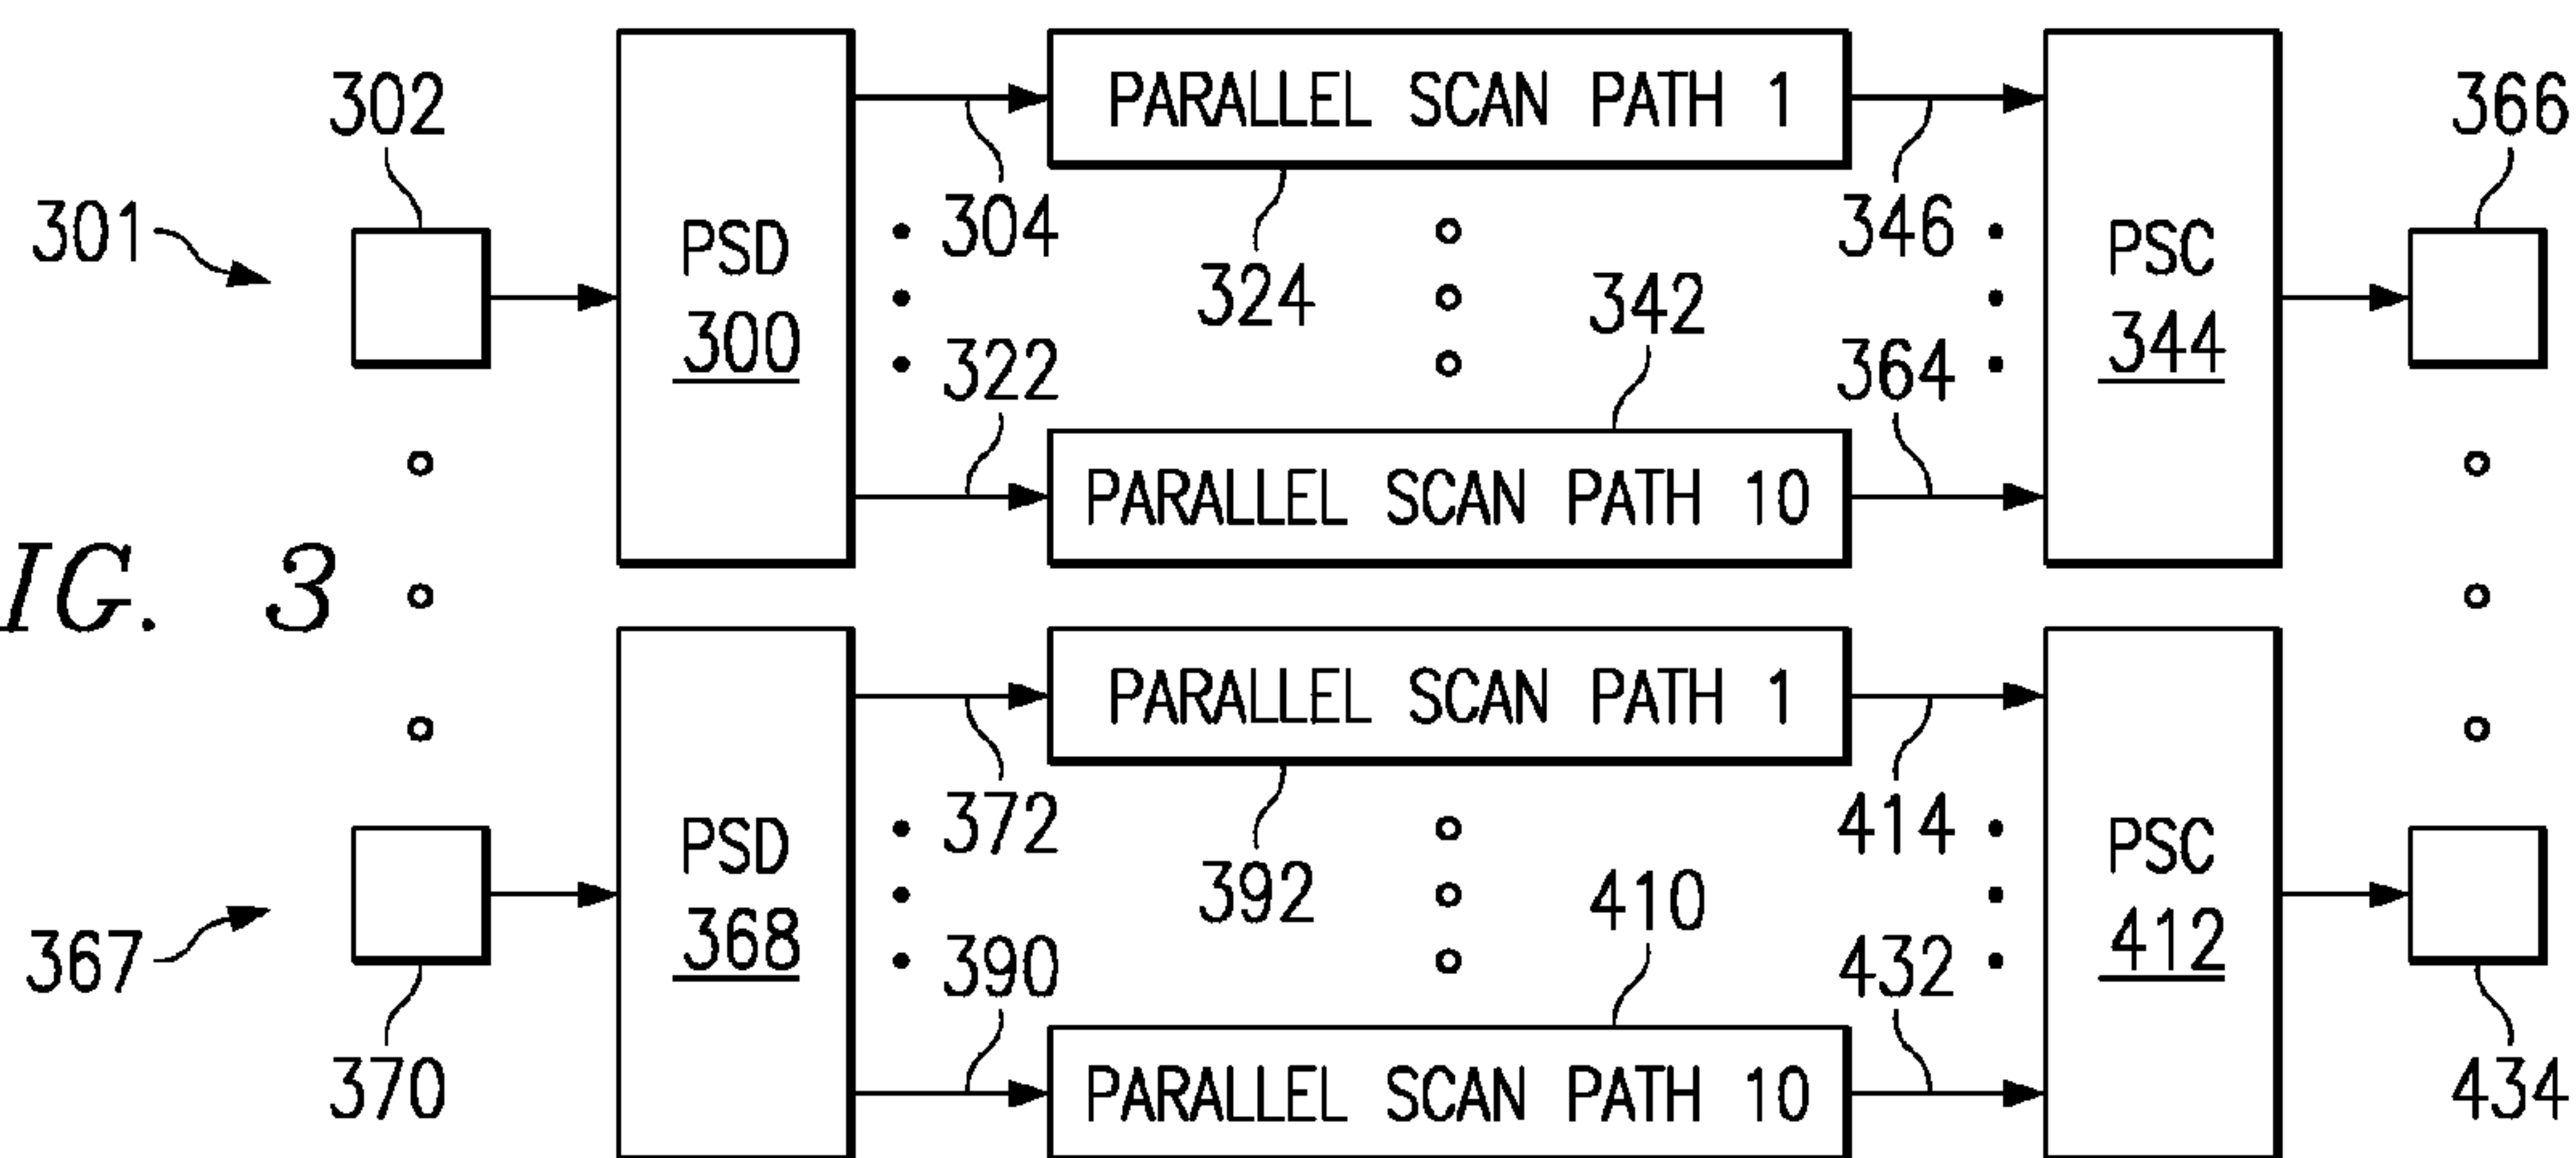 302
366
PARALLEL SCAN PATH 1
301
PSD
300
304
324
346
PSC
344
342
322
364
PARALLEL SCAN PATH 10
IG. 3
PARALLEL SCAN PATH 1
367
370
PSD
368
372
392
414
PSC
412
410
390
432
PARALLEL SCAN PATH 10
434